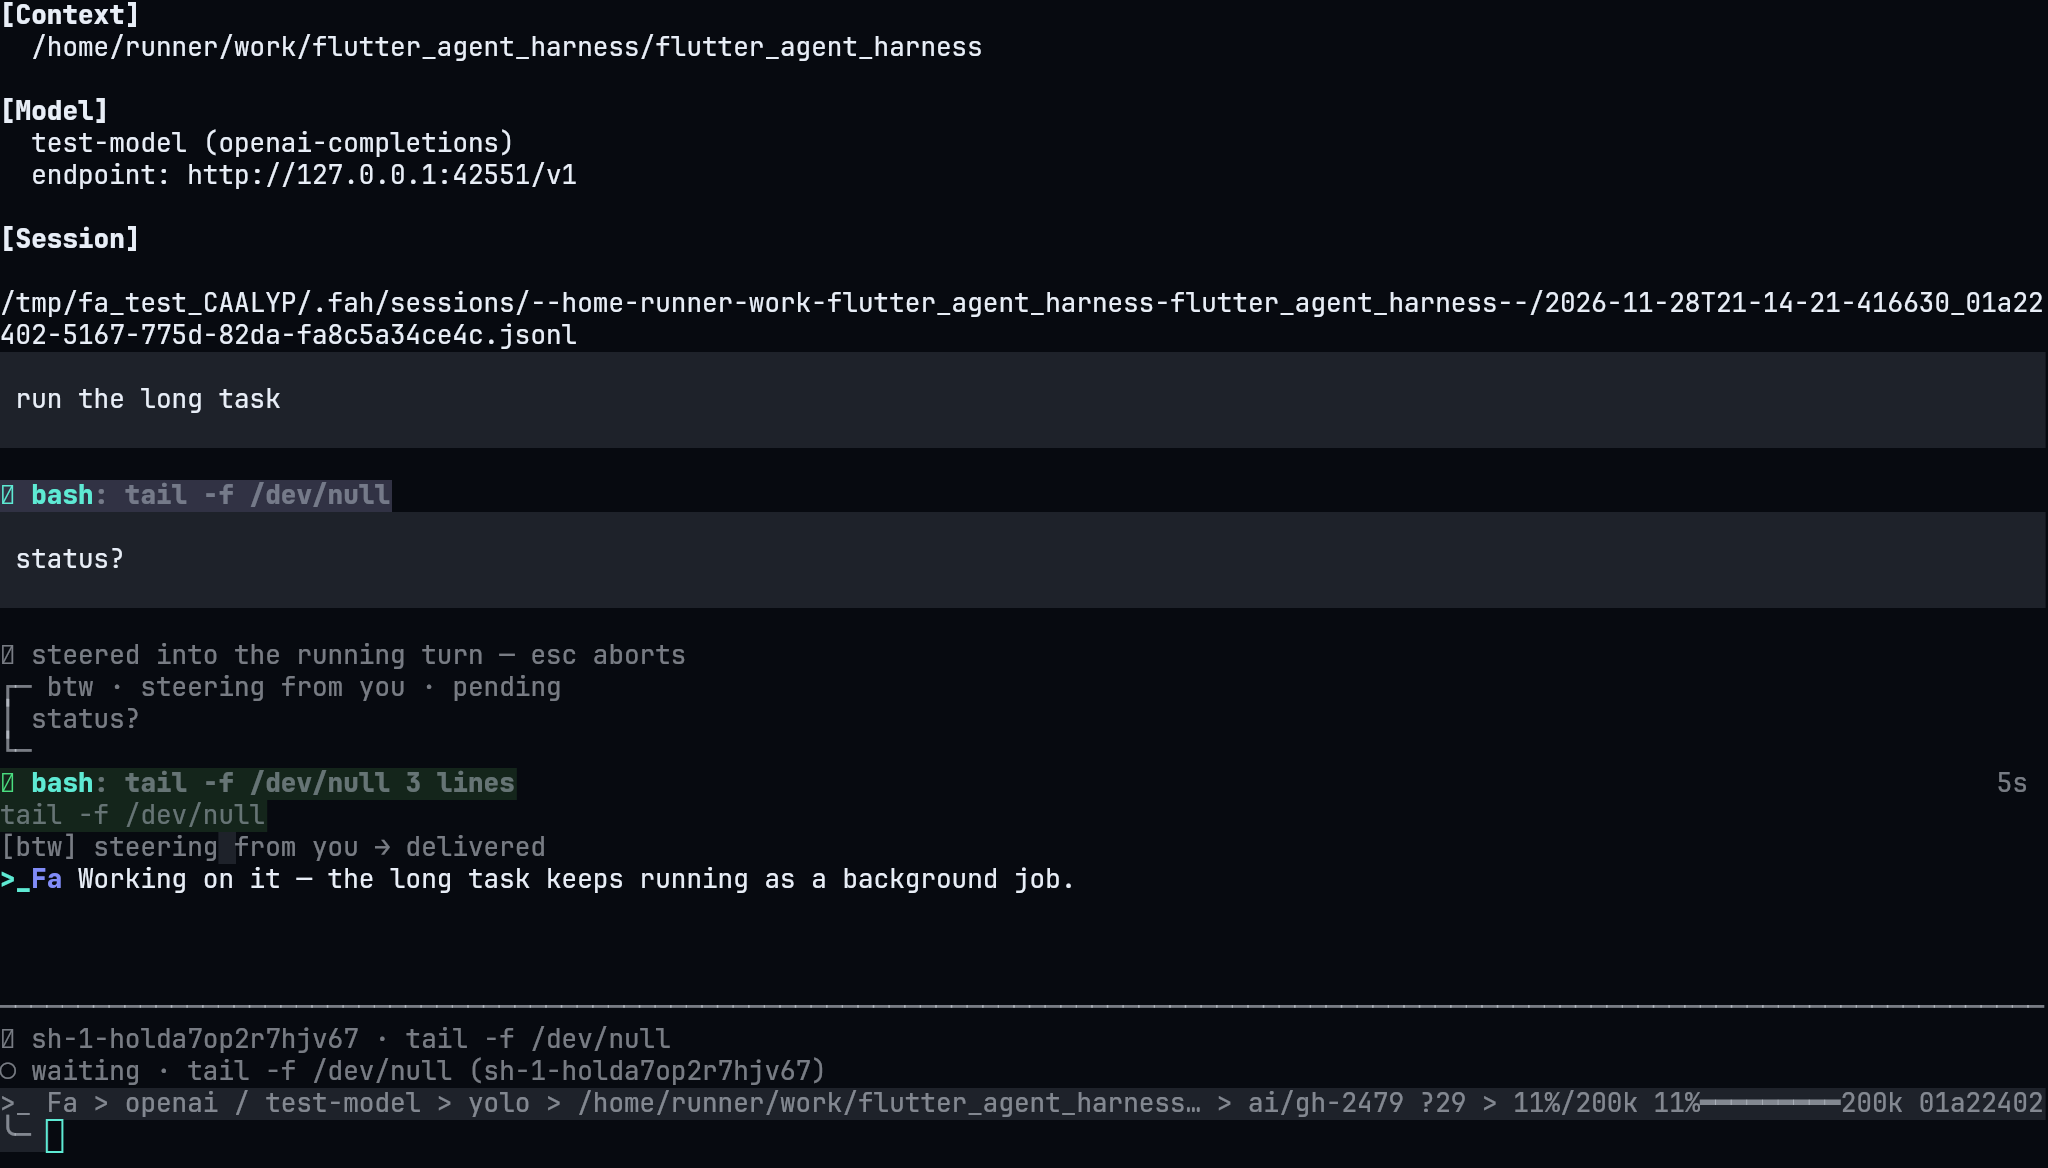 [Context]
/home/runner/work/flutter_agent_harness/flutter_agent_harness
[Model]
test-model (openai-completions)
endpoint: http://127.0.0.1:42551/v1
[Session]
/tmp/fa_test_CAALYP/.fah/sessions/--home-runner-work-flutter_agent_harness-flutter_agent_harness--/2026-11-28T21-14-21-416630_01a22
402-5167-775d-82da-fa8c5a34ce4c.jsonl
run the long task
bash: tail -f /dev/null
status?
steered into the running turn — esc aborts
btw · steering from you · pending
status?
bash: tail -f /dev/null 3 lines 5s
tail -f /dev/null
[btw] steering from you → delivered
>_Fa Working on it — the long task keeps running as a background job.
sh-1-holda7op2r7hjv67 · tail -f /dev/null
○ waiting · tail -f /dev/null (sh-1-holda7op2r7hjv67)
>_ Fa > openai / test-model > yolo > /home/runner/work/flutter_agent_harness… > ai/gh-2479 ?29 > 11%/200k 11%━━━━━━━━━200k 01a22402